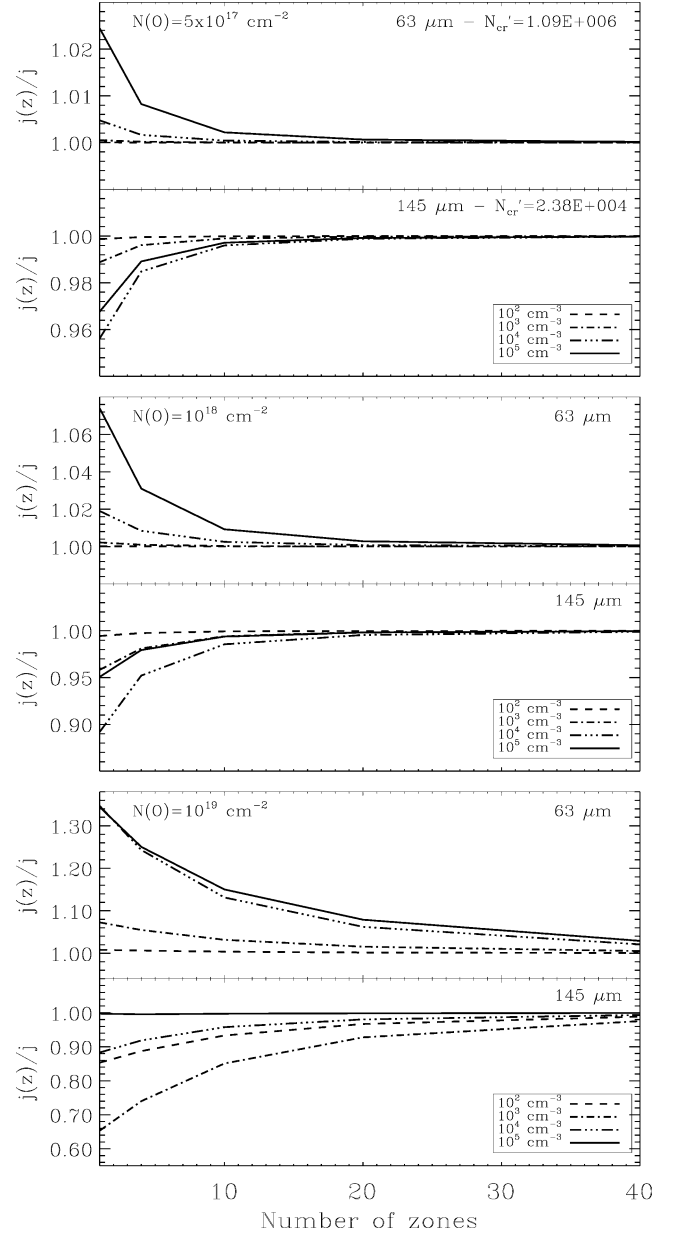 N(O)=5x10¹⁷ cm⁻² 63 µm – N_cr'=1.09E+006
j(z)/j
1.02
1.01
1.00
145 µm – N_cr'=2.38E+004
j(z)/j
1.00
0.98
0.96
10² cm⁻³
10³ cm⁻³
10⁴ cm⁻³
10⁵ cm⁻³
N(O)=10¹⁸ cm⁻² 63 µm
j(z)/j
1.06
1.04
1.02
1.00
145 µm
j(z)/j
1.00
0.95
0.90
10² cm⁻³
10³ cm⁻³
10⁴ cm⁻³
10⁵ cm⁻³
N(O)=10¹⁹ cm⁻² 63 µm
j(z)/j
1.30
1.20
1.10
1.00
145 µm
j(z)/j
1.00
0.90
0.80
0.70
0.60
10² cm⁻³
10³ cm⁻³
10⁴ cm⁻³
10⁵ cm⁻³
10 20 30 40
Number of zones